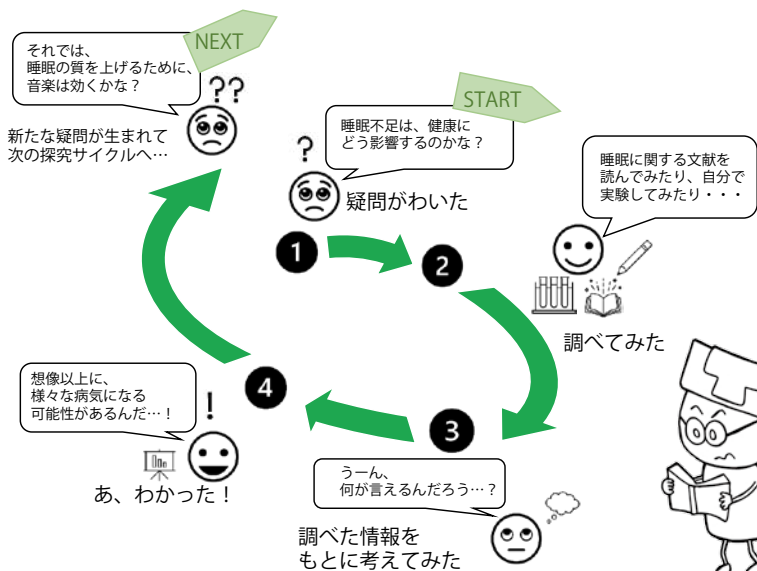 START
睡眠不足は、健康に
どう影響するのかな？
?
疑問がわいた
1
2
睡眠に関する文献を
読んでみたり、自分で
実験してみたり・・・
調べてみた
3
うーん、
何が言えるんだろう…？
調べた情報を
もとに考えてみた
4
想像以上に、
様々な病気になる
可能性があるんだ…！
!
あ、わかった！
NEXT
それでは、
睡眠の質を上げるために、
音楽は効くかな？
??
新たな疑問が生まれて
次の探究サイクルへ…